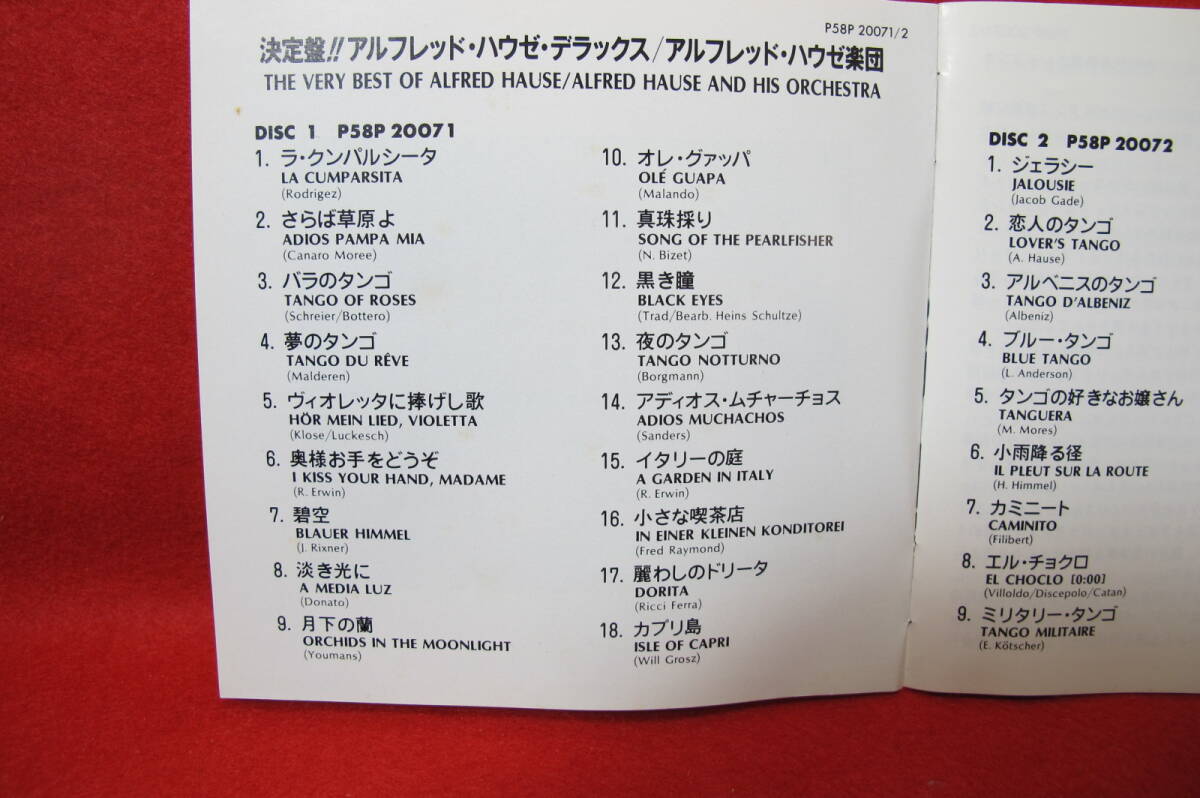 P58P 20071/2
決定盤!! アルフレッド・ハウゼ・デラックス/アルフレッド・ハウゼ楽団
THE VERY BEST OF ALFRED HAUSE/ALFRED HAUSE AND HIS ORCHESTRA
DISC 1 P58P 20071
1. ラ・クンパルシータ
LA CUMPARSITA
(Rodrigez)
2. さらば草原よ
ADIOS PAMPA MIA
(Canaro Moree)
3. バラのタンゴ
TANGO OF ROSES
(Schreier/Bottero)
4. 夢のタンゴ
TANGO DU RÊVE
(Malderen)
5. ヴィオレッタに捧げし歌
HÖR MEIN LIED, VIOLETTA
(Klose/Luckesch)
6. 奥様お手をどうぞ
I KISS YOUR HAND, MADAME
(R. Erwin)
7. 碧空
BLAUER HIMMEL
(J. Rixner)
8. 淡き光に
A MEDIA LUZ
(Donato)
9. 月下の蘭
ORCHIDS IN THE MOONLIGHT
(Youmans)
10. オレ・グァッパ
OLÉ GUAPA
(Malando)
11. 真珠採り
SONG OF THE PEARLFISHER
(N. Bizet)
12. 黒き瞳
BLACK EYES
(Trad/Bearb. Heins Schultze)
13. 夜のタンゴ
TANGO NOTTURNO
(Borgmann)
14. アディオス・ムチャーチョス
ADIOS MUCHACHOS
(Sanders)
15. イタリーの庭
A GARDEN IN ITALY
(R. Erwin)
16. 小さな喫茶店
IN EINER KLEINEN KONDITOREI
(Fred Raymond)
17. 麗わしのドリータ
DORITA
(Ricci Ferra)
18. カプリ島
ISLE OF CAPRI
(Will Grosz)
DISC 2 P58P 20072
1. ジェラシー
JALOUSIE
(Jacob Gade)
2. 恋人のタンゴ
LOVER'S TANGO
(A. Hause)
3. アルベニスのタンゴ
TANGO D'ALBENIZ
(Albeniz)
4. ブルー・タンゴ
BLUE TANGO
(L. Anderson)
5. タンゴの好きなお嬢さん
TANGUERA
(M. Mores)
6. 小雨降る径
IL PLEUT SUR LA ROUTE
(H. Himmel)
7. カミニート
CAMINITO
(Filibert)
8. エル・チョクロ
EL CHOCLO [0:00]
(Villoldo/Discepolo/Catan)
9. ミリタリー・タンゴ
TANGO MILITAIRE
(E. Kötscher)